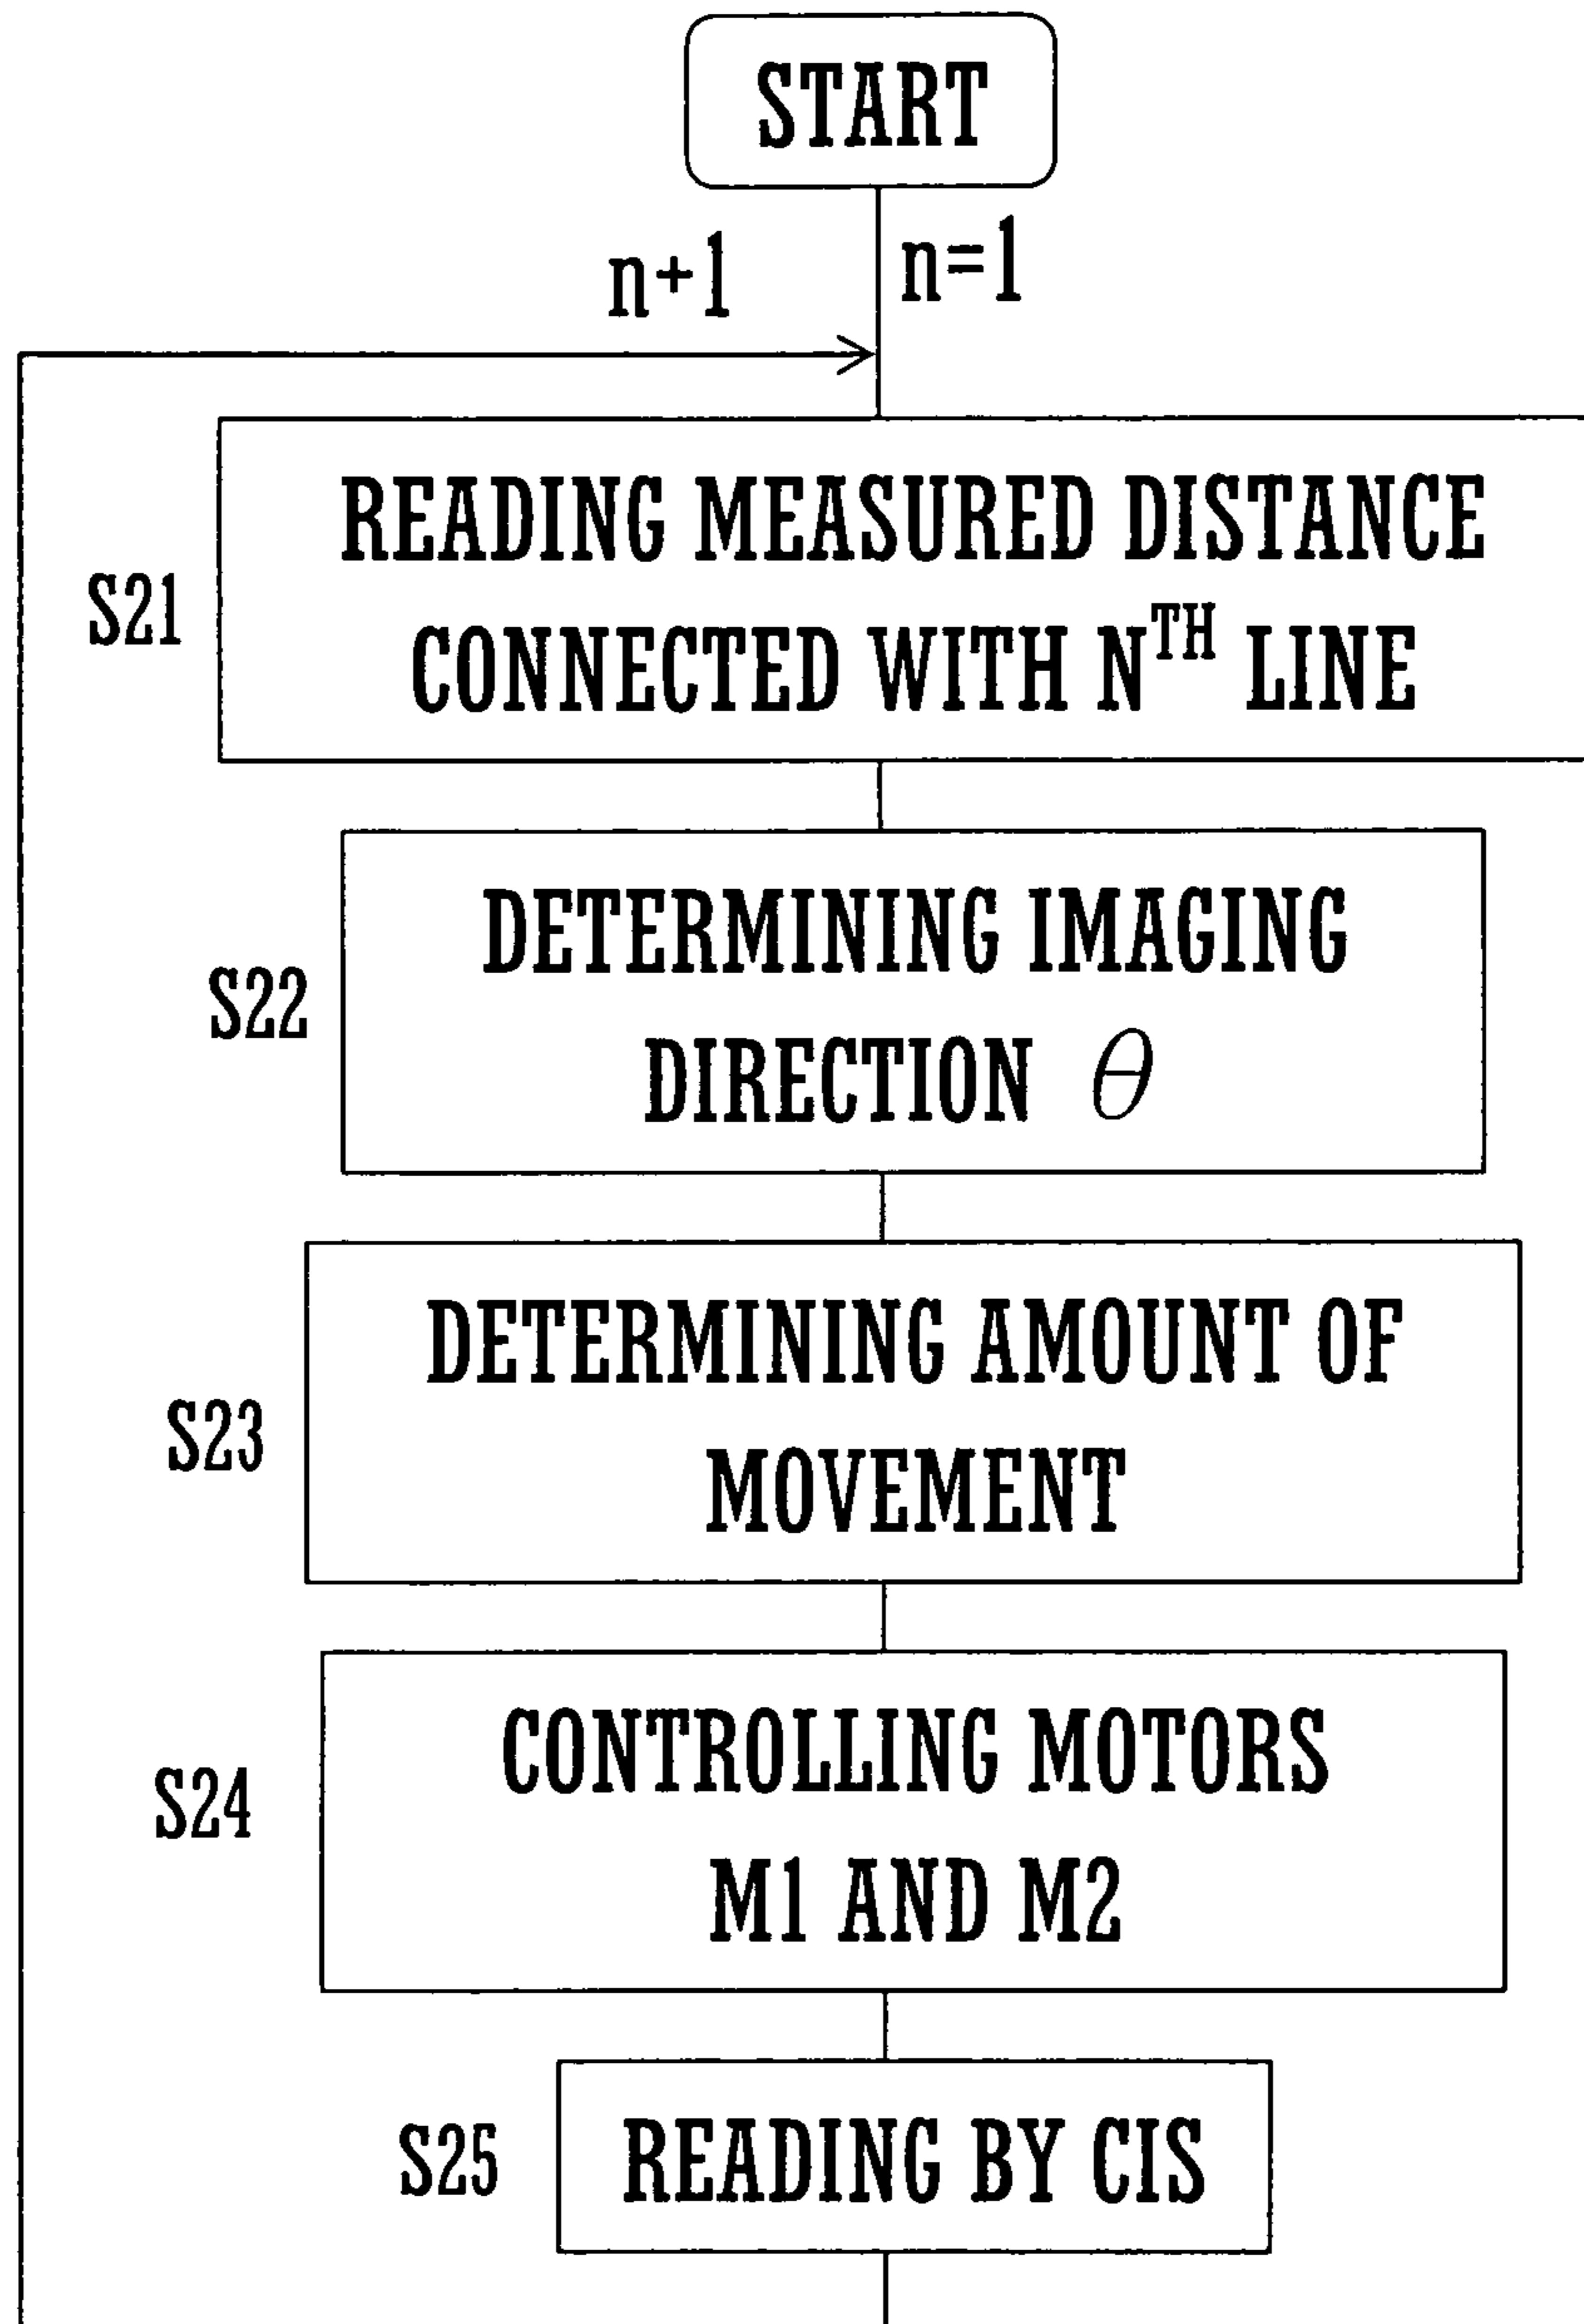 START
n+1
n=1
S21
READING MEASURED DISTANCE
CONNECTED WITH N^TH LINE
S22
DETERMINING IMAGING
DIRECTION θ
S23
DETERMINING AMOUNT OF
MOVEMENT
S24
CONTROLLING MOTORS
M1 AND M2
S25
READING BY CIS